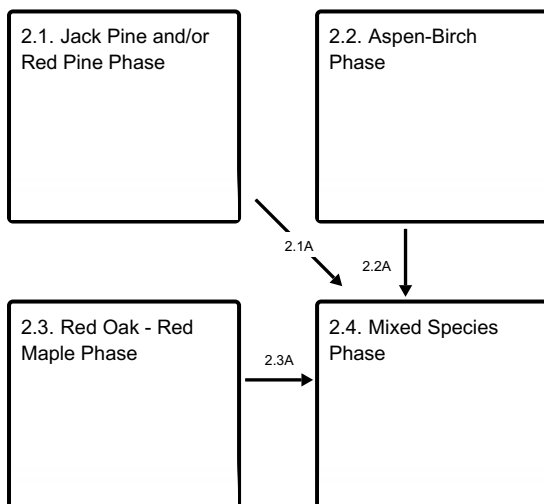 2.1. Jack Pine and/or
Red Pine Phase
2.2. Aspen-Birch
Phase
2.1A
2.2A
2.3. Red Oak - Red
Maple Phase
2.3A
2.4. Mixed Species
Phase